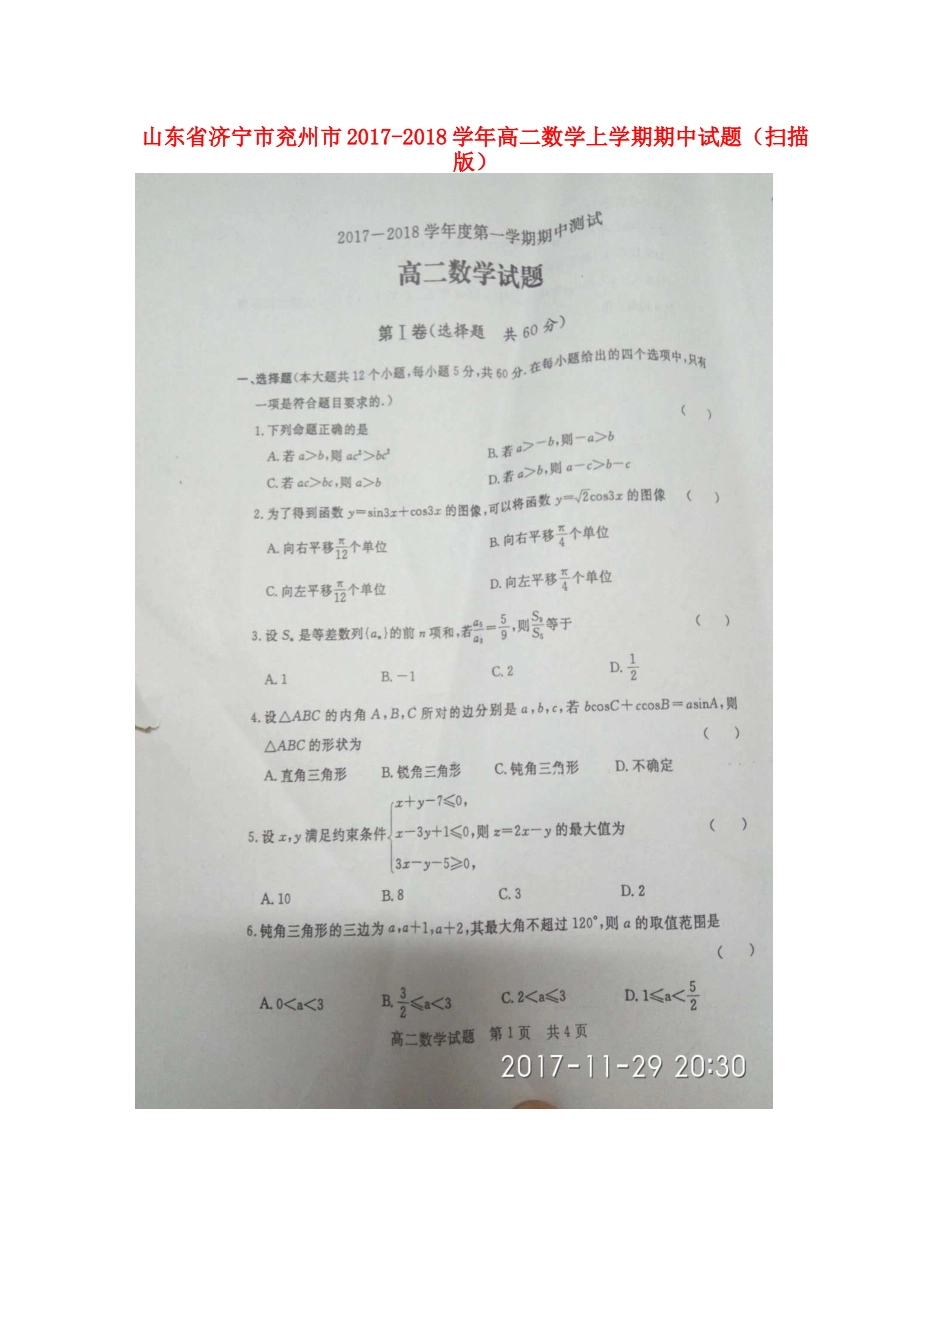 山东省济宁市兖州市2017-2018学年高二数学上学期期中试题（扫描
版）
2017-2018学年度第一学期期中测试
高二数学试题
第Ⅰ卷(选择题 共60分)
一、选择题(本大题共12个小题,每小题5分,共60分.在每小题给出的四个选项中,只有
一项是符合题目要求的.)
1.下列命题正确的是 ( )
A.若a>b,则ac²>bc² B.若a>-b,则-a>b
C.若ac>bc,则a>b D.若a>b,则a-c>b-c
2.为了得到函数y=sin3x+cos3x的图像,可以将函数y=√2cos3x的图像 ( )
A.向右平移π/12个单位 B.向右平移π/4个单位
C.向左平移π/12个单位 D.向左平移π/4个单位
3.设Sₙ是等差数列{aₙ}的前n项和,若a₅/a₃=5/9,则S₉/S₅等于 ( )
A.1 B.-1 C.2 D.1/2
4.设△ABC的内角A,B,C所对的边分别是a,b,c,若bcosC+ccosB=asinA,则
△ABC的形状为 ( )
A.直角三角形 B.锐角三角形 C.钝角三角形 D.不确定
x+y-7≤0,
5.设x,y满足约束条件{x-3y+1≤0,则z=2x-y的最大值为 ( )
3x-y-5≥0,
A.10 B.8 C.3 D.2
6.钝角三角形的三边为a,a+1,a+2,其最大角不超过120°,则a的取值范围是
( )
A.0<a<3 B.3/2≤a<3 C.2<a≤3 D.1≤a<5/2
高二数学试题 第1页 共4页
2017-11-29 20:30